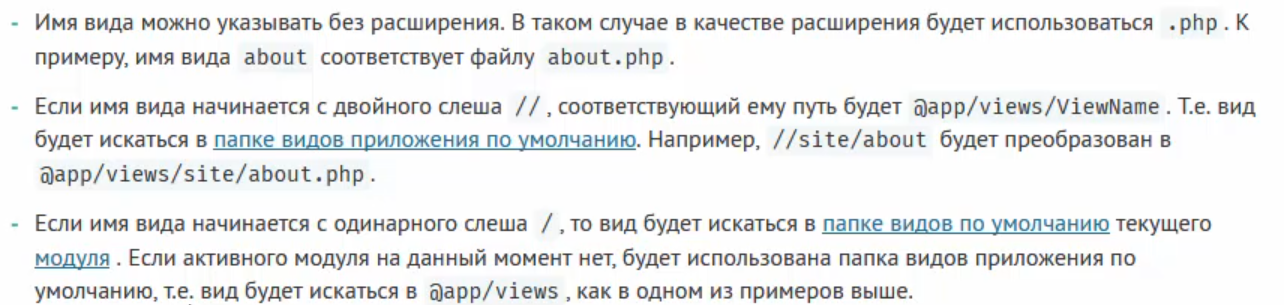 - Имя вида можно указывать без расширения. В таком случае в качестве расширения будет использоваться .php. К
примеру, имя вида about соответствует файлу about.php.
- Если имя вида начинается с двойного слеша //, соответствующий ему путь будет @app/views/ViewName. Т.е. вид
будет искаться в папке видов приложения по умолчанию. Например, //site/about будет преобразован в
@app/views/site/about.php.
- Если имя вида начинается с одинарного слеша /, то вид будет искаться в папке видов по умолчанию текущего
модуля . Если активного модуля на данный момент нет, будет использована папка видов приложения по
умолчанию, т.е. вид будет искаться в @app/views, как в одном из примеров выше.